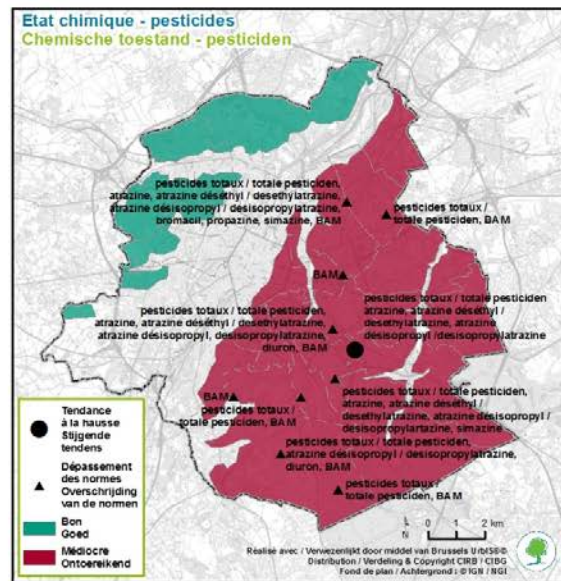 Etat chimique - pesticides
Chemische toestand - pesticiden
pesticides totaux / totale pesticiden,
atrazine, atrazine déséthyl / desethylatrazine,
atrazine désisopropyl / desisopropylatrazine,
bromacil, propazine, simazine, BAM
pesticides totaux /
totale pesticiden, BAM
BAM
pesticides totaux / totale pesticiden,
atrazine, atrazine déséthyl / desethylatrazine,
atrazine désisopropyl, desisopropylatrazine,
diuron, BAM
pesticides totaux / totale pesticiden
atrazine, atrazine déséthyl /
desethylatrazine, atrazine
désisopropyl /desisopropylatrazine
BAM
pesticides totaux /
totale pesticiden, BAM
pesticides totaux / totale pesticiden,
atrazine, atrazine déséthyl /
desethylatrazine, atrazine désisopropyl /
desisopropylartazine, simazine
pesticides totaux / totale pesticiden,
atrazine désisopropyl / desisopropylatrazine,
diuron, BAM
pesticides totaux /
totale pesticiden, BAM
Tendance
à la hausse
Stijgende
tendens
Dépassement
des normes
Overschrijding
van de normen
Bon
Goed
Médiocre
Ontoereikend
0 1 2 km
Réalisé avec / Verwezenlijkt door middel van Brussels UrbIS®©
Distribution / Verdeling & Copyright CIRB / CIBG
Fond de plan / Achtergrond : © IGN / NGI